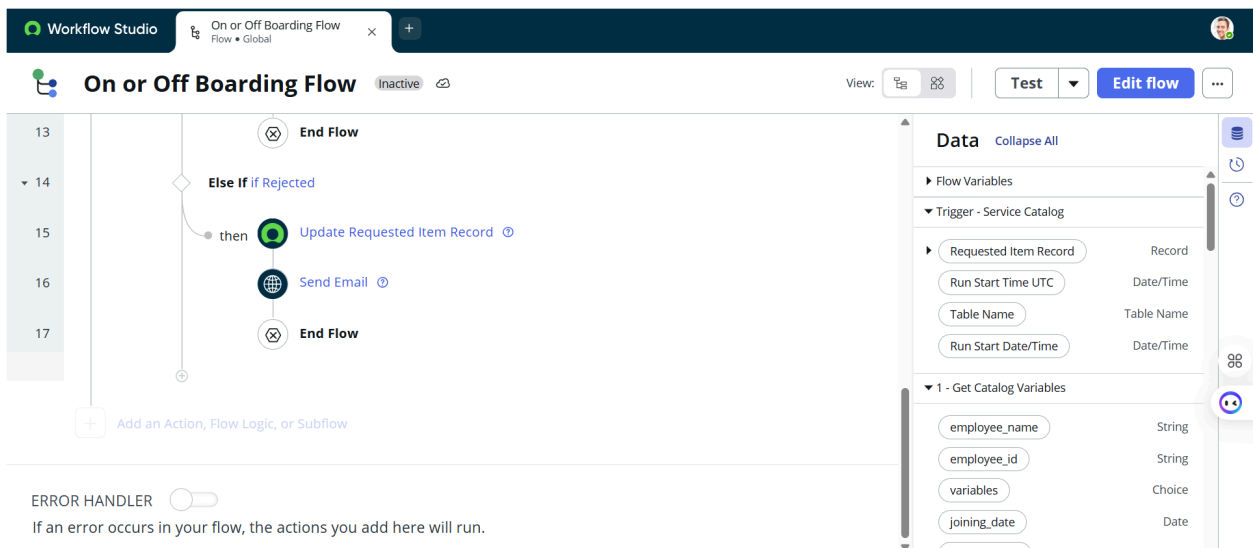 Workflow Studio
On or Off Boarding Flow
Flow • Global
On or Off Boarding Flow Inactive
View:
Test
Edit flow
13 End Flow
14 Else If if Rejected
15 then Update Requested Item Record
16 Send Email
17 End Flow
Add an Action, Flow Logic, or Subflow
ERROR HANDLER
If an error occurs in your flow, the actions you add here will run.
Data Collapse All
Flow Variables
Trigger - Service Catalog
Requested Item Record Record
Run Start Time UTC Date/Time
Table Name Table Name
Run Start Date/Time Date/Time
1 - Get Catalog Variables
employee_name String
employee_id String
variables Choice
joining_date Date